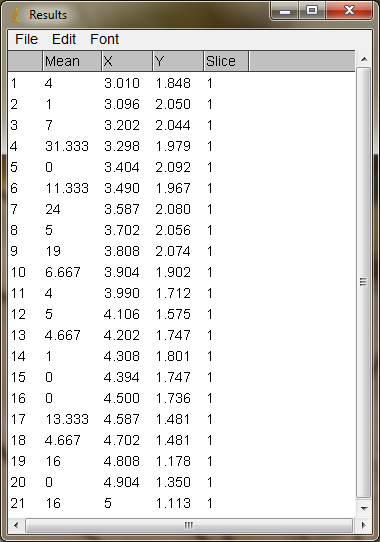 Results
File Edit Font
Mean X Y Slice
1 4 3.010 1.848 1
2 1 3.096 2.050 1
3 7 3.202 2.044 1
4 31.333 3.298 1.979 1
5 0 3.404 2.092 1
6 11.333 3.490 1.967 1
7 24 3.587 2.080 1
8 5 3.702 2.056 1
9 19 3.808 2.074 1
10 6.667 3.904 1.902 1
11 4 3.990 1.712 1
12 5 4.106 1.575 1
13 4.667 4.202 1.747 1
14 1 4.308 1.801 1
15 0 4.394 1.747 1
16 0 4.500 1.736 1
17 13.333 4.587 1.481 1
18 4.667 4.702 1.481 1
19 16 4.808 1.178 1
20 0 4.904 1.350 1
21 16 5 1.113 1